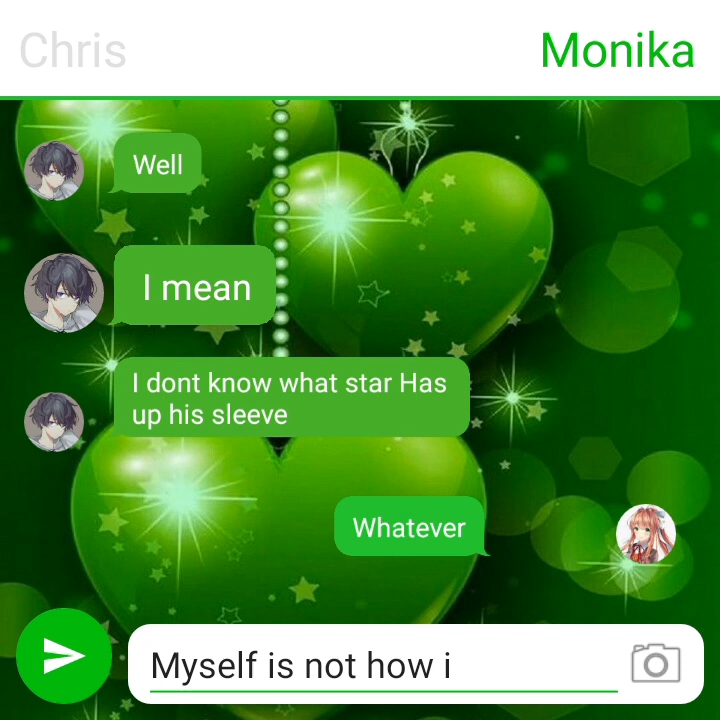 Chris
Monika
Well
I mean
I dont know what star Has
up his sleeve
Whatever
Myself is not how i